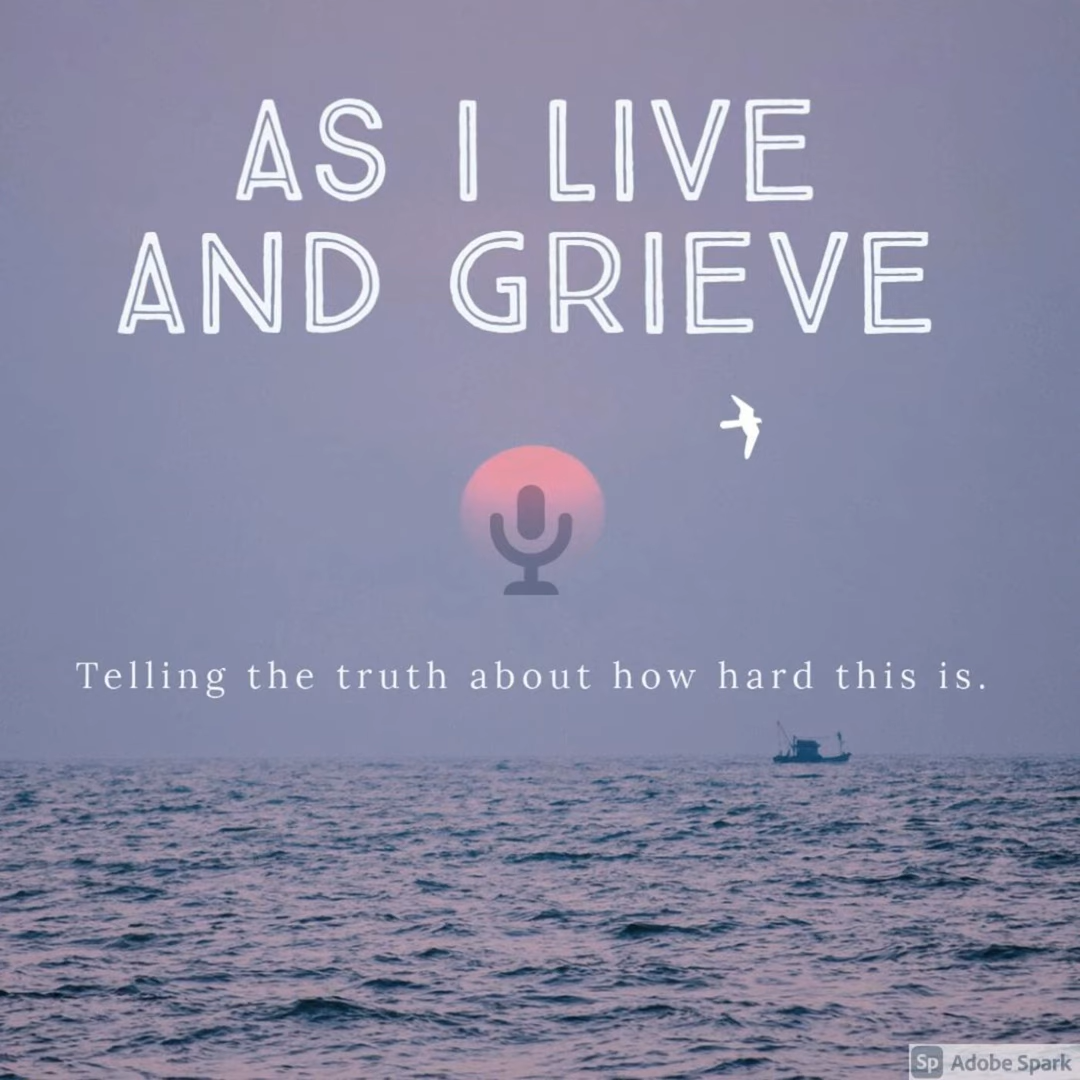 AS I LIVE
AND GRIEVE
Telling the truth about how hard this is.
Sp Adobe Spark